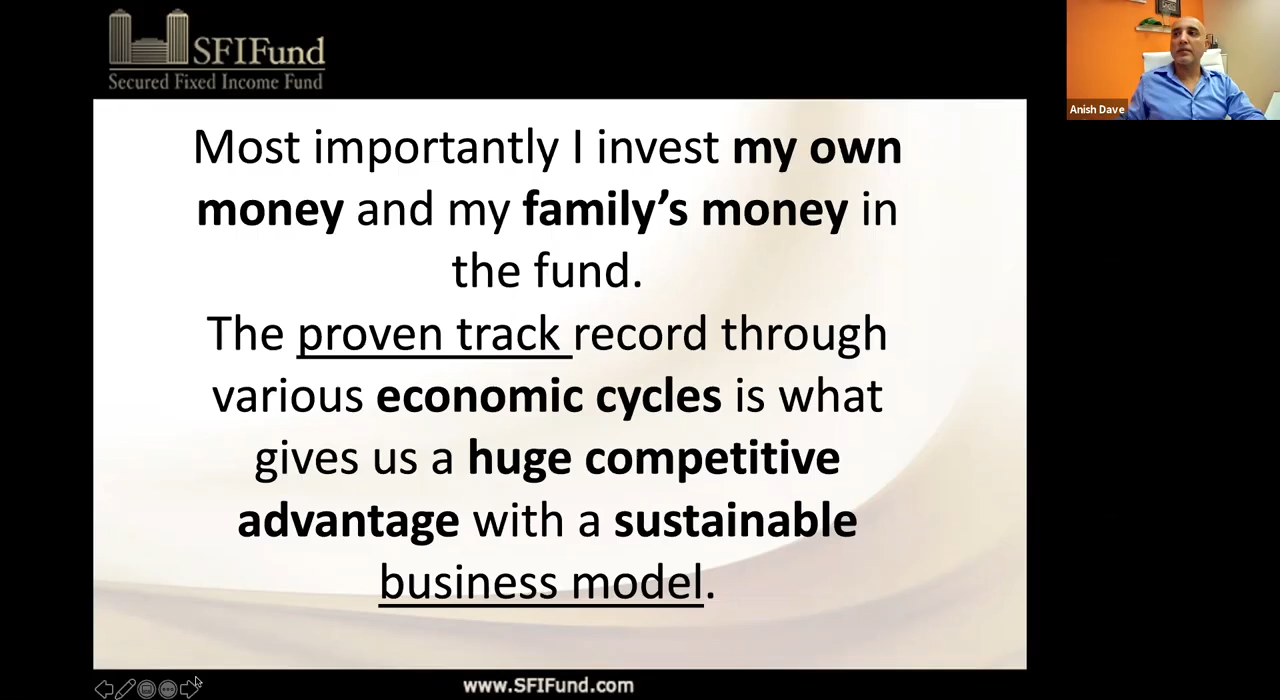 SFIFund
Secured Fixed Income Fund
Anish Dave
Most importantly I invest my own
money and my family’s money in
the fund.
The proven track record through
various economic cycles is what
gives us a huge competitive
advantage with a sustainable
business model.
www.SFIFund.com